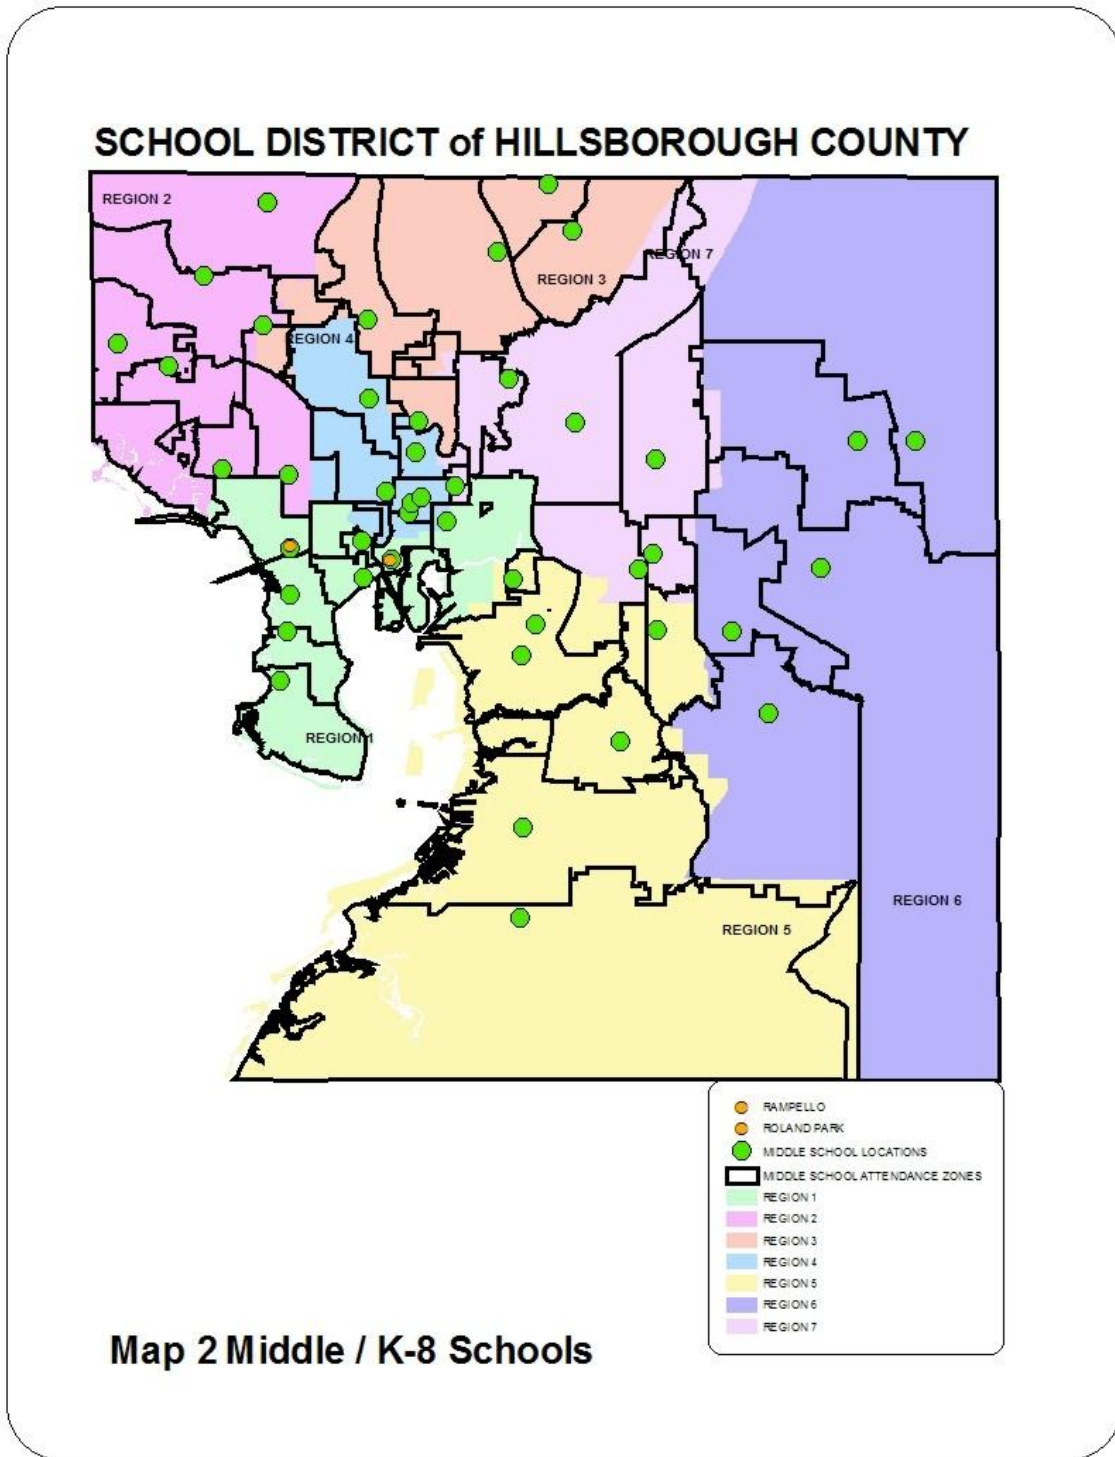 SCHOOL DISTRICT of HILLSBOROUGH COUNTY
REGION 2
REGION 7
REGION 3
REGION 4
REGION 1
REGION 6
REGION 5
RAMPELLO
ROLAND PARK
MIDDLE SCHOOL LOCATIONS
MIDDLE SCHOOL ATTENDANCE ZONES
REGION 1
REGION 2
REGION 3
REGION 4
REGION 5
REGION 6
REGION 7
Map 2 Middle / K-8 Schools